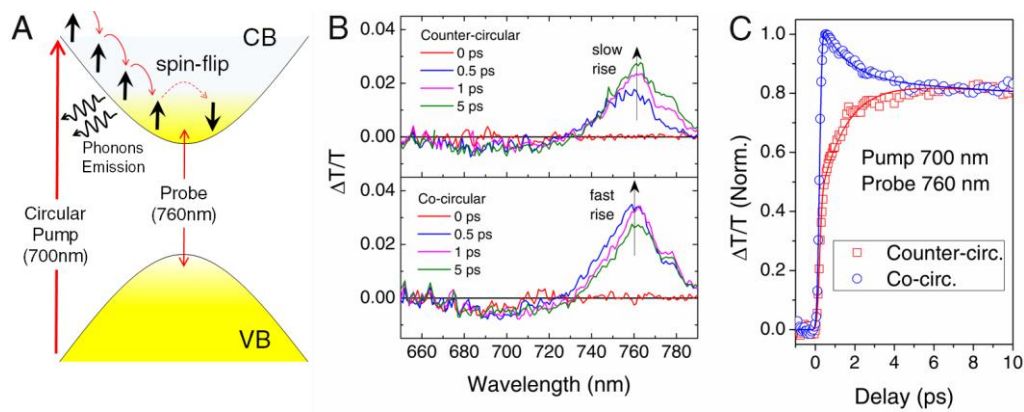 A
CB
spin-flip
Phonons
Emission
Circular
Pump
(700nm)
Probe
(760nm)
VB
B
Counter-circular
0 ps
0.5 ps
1 ps
5 ps
slow
rise
0.04
0.02
0.00
Co-circular
0 ps
0.5 ps
1 ps
5 ps
fast
rise
0.04
0.02
0.00
ΔT/T
660 680 700 720 740 760 780
Wavelength (nm)
C
1.0
0.8
0.6
0.4
0.2
0.0
ΔT/T (Norm.)
Pump 700 nm
Probe 760 nm
Counter-circ.
Co-circ.
0 2 4 6 8 10
Delay (ps)